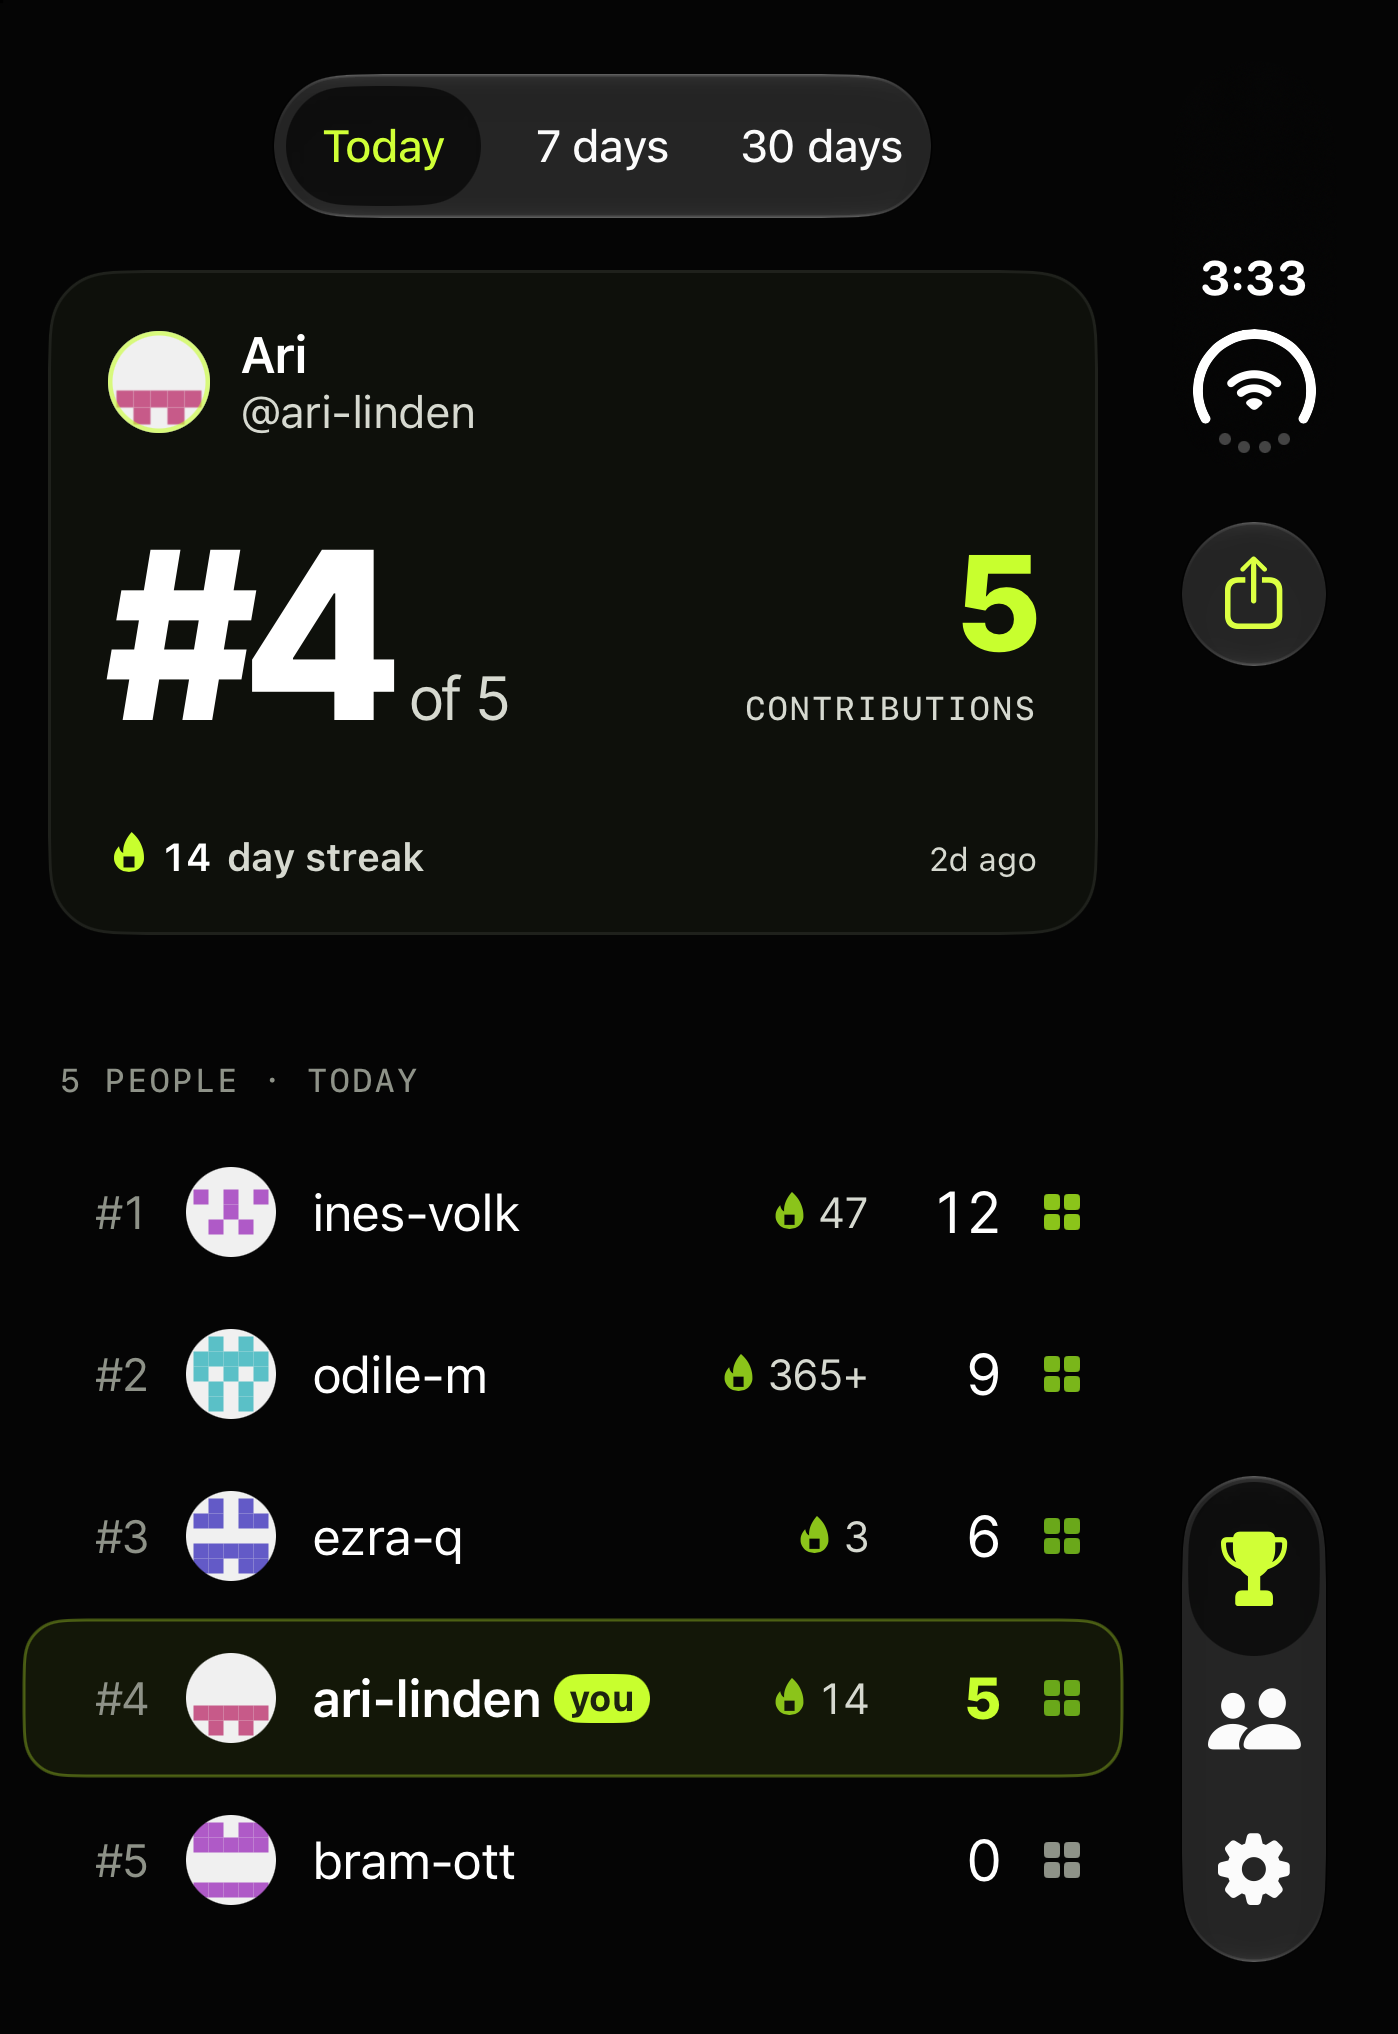 Today 7 days 30 days
3:33
Ari
@ari-linden
#4 of 5
5
CONTRIBUTIONS
14 day streak
2d ago
5 PEOPLE · TODAY
#1 ines-volk 47 12
#2 odile-m 365+ 9
#3 ezra-q 3 6
#4 ari-linden you 14 5
#5 bram-ott 0